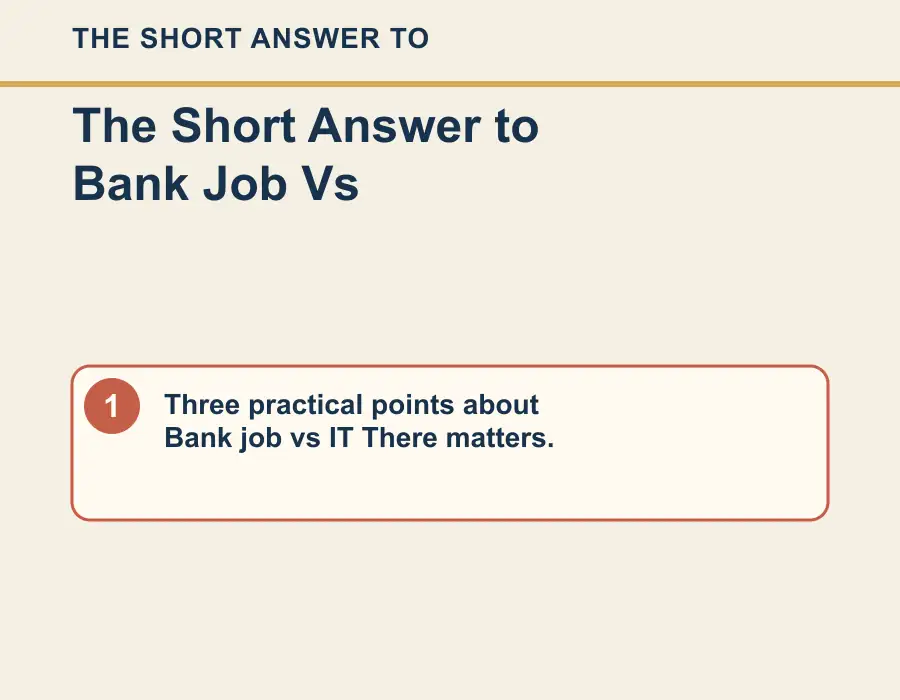 THE SHORT ANSWER TO
The Short Answer to
Bank Job Vs
1
Three practical points about
Bank job vs IT There matters.